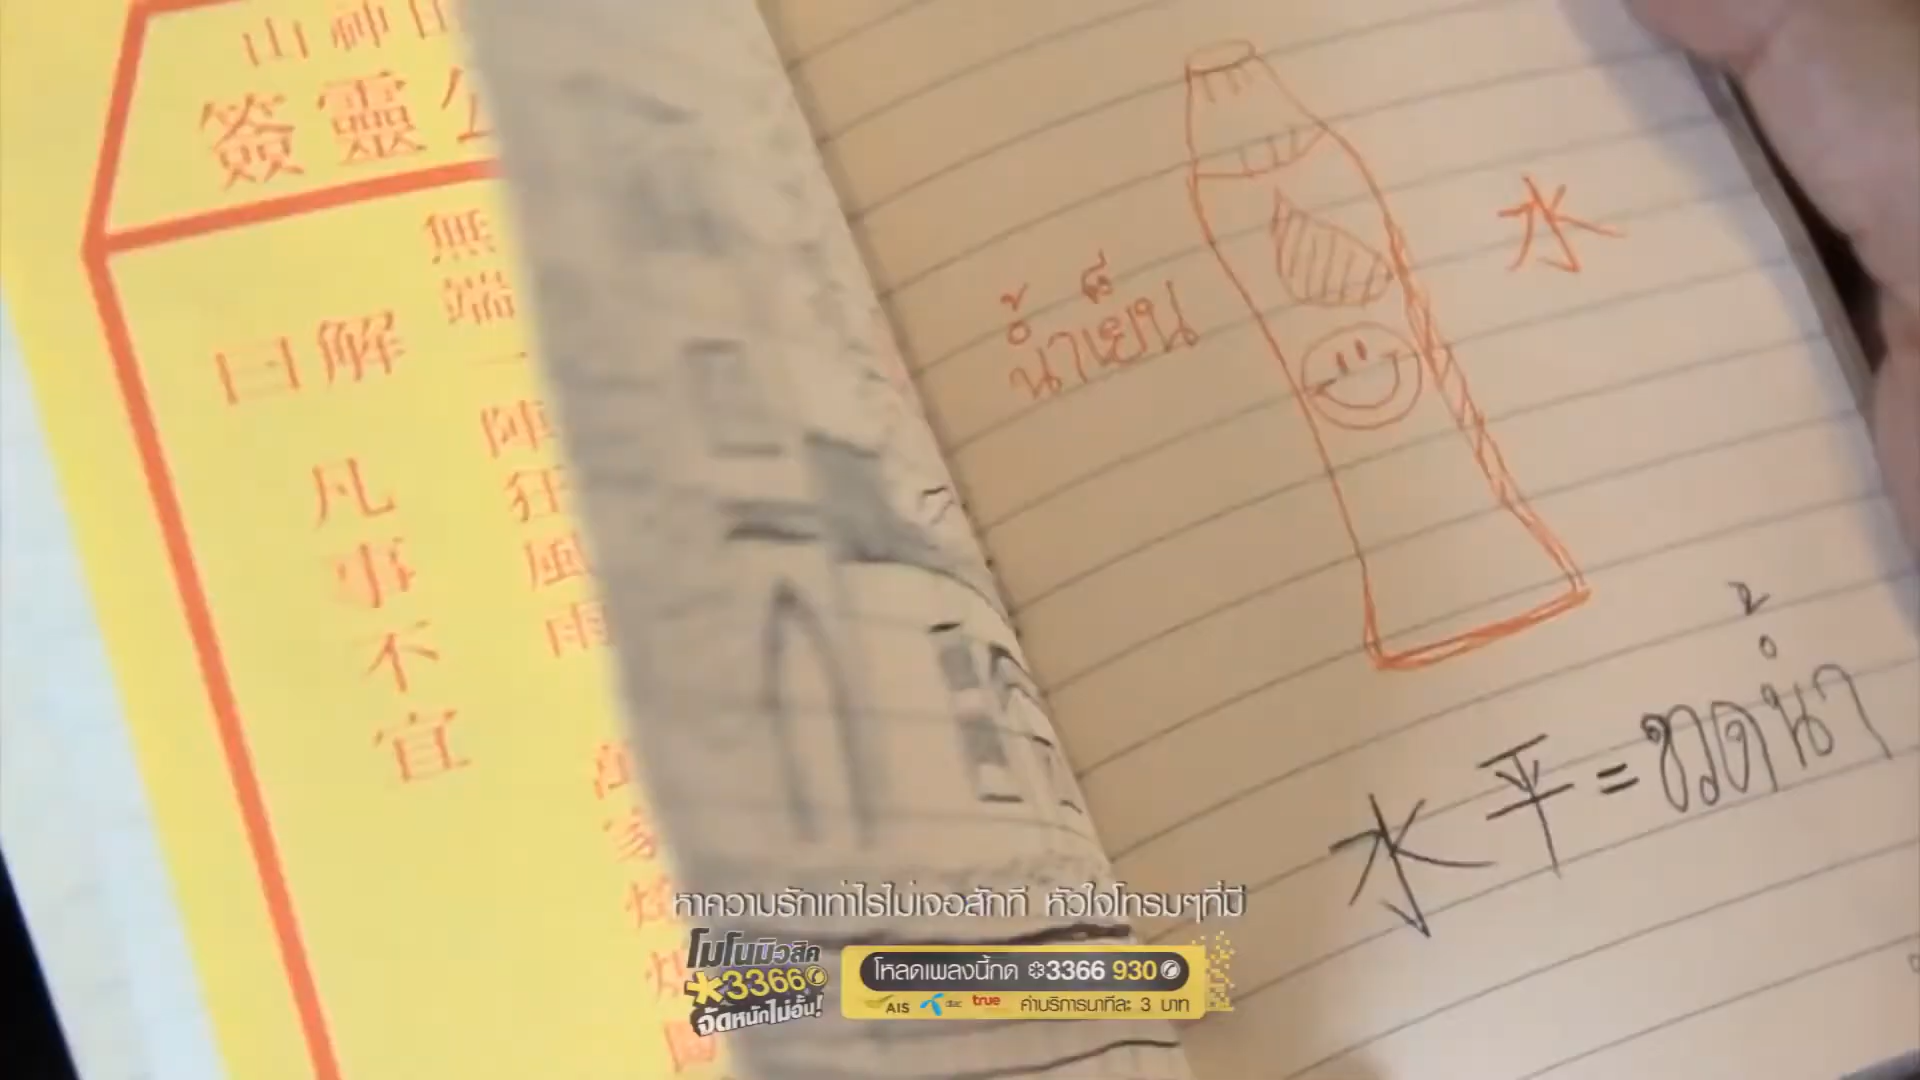 山神
簽靈公
無端一陣狂風雨
曰解
凡事不宜
水
น้ำเย็น
水平=ขวดน้ำ
หาความรักเท่าไรไม่เจอสักที หัวใจโทรมๆที่มี
โมโนมิวสิค
*3366
จัดหนักไม่อั้น!
โหลดเพลงนี้กด *3366 930
AIS dtac true ค่าบริการนาทีละ 3 บาท